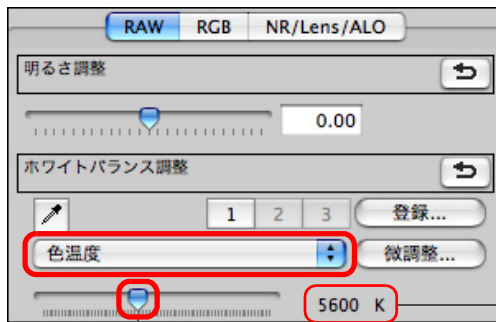 RAW RGB NR/Lens/ALO
明るさ調整
0.00
ホワイトバランス調整
1 2 3 登録...
色温度 微調整...
5600 K